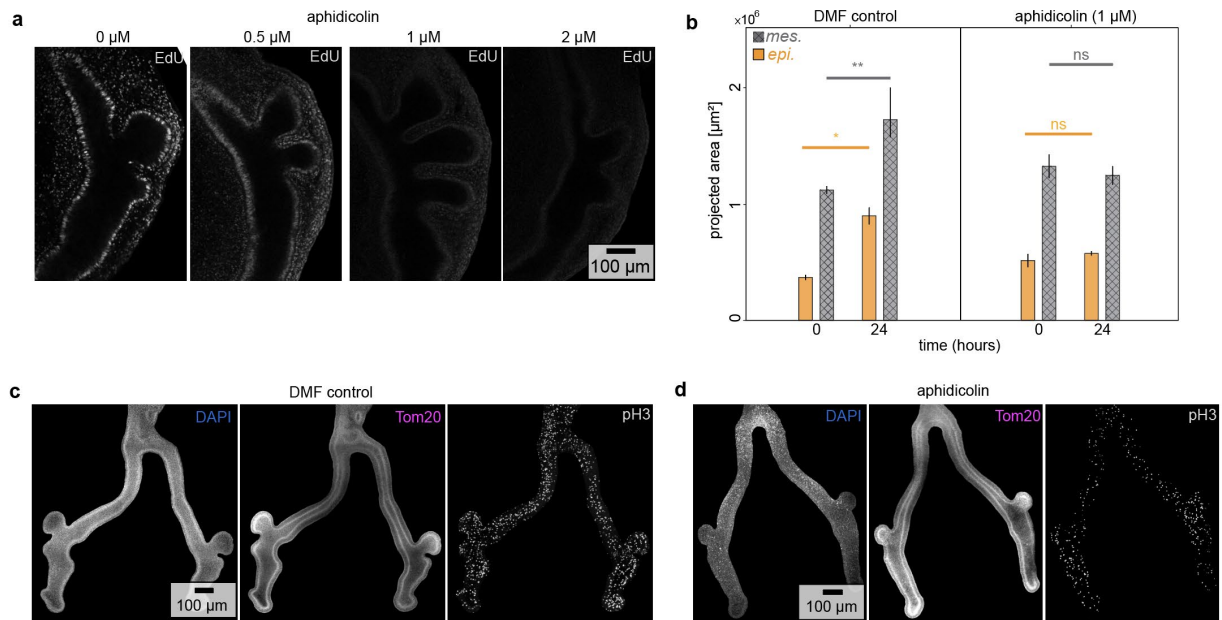 a
aphidicolin
0 µM
0.5 µM
1 µM
2 µM
EdU
EdU
EdU
EdU
100 µm
b
×10⁶
DMF control
aphidicolin (1 µM)
mes.
epi.
**
*
ns
ns
projected area [µm²]
2
1
0
0
24
0
24
time (hours)
c
DMF control
DAPI
Tom20
pH3
100 µm
d
aphidicolin
DAPI
Tom20
pH3
100 µm